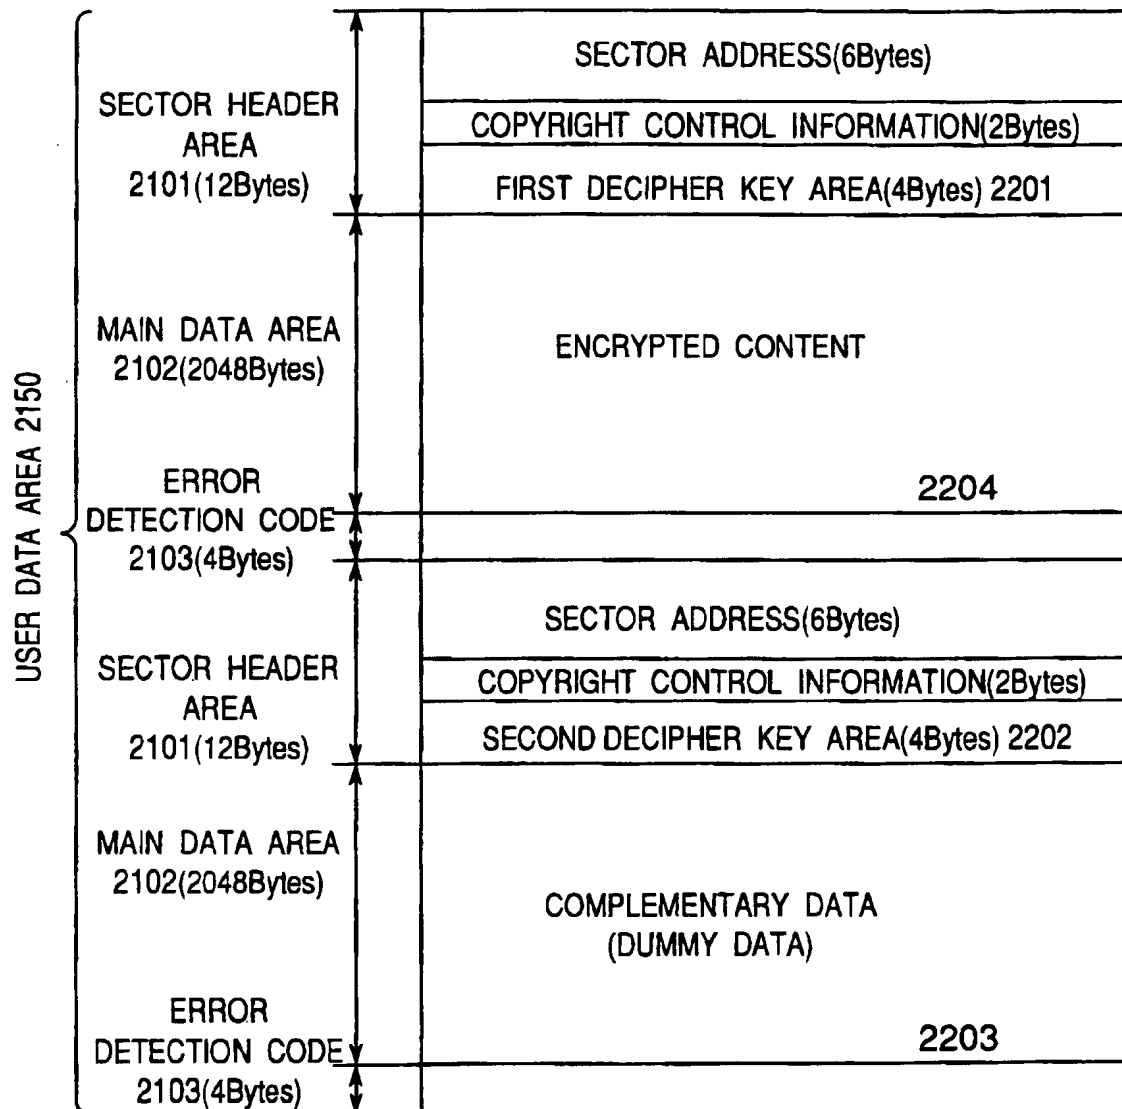 USER DATA AREA 2150
SECTOR HEADER
AREA
2101(12Bytes)
SECTOR ADDRESS(6Bytes)
COPYRIGHT CONTROL INFORMATION(2Bytes)
FIRST DECIPHER KEY AREA(4Bytes) 2201
MAIN DATA AREA
2102(2048Bytes)
ENCRYPTED CONTENT
2204
ERROR
DETECTION CODE
2103(4Bytes)
SECTOR HEADER
AREA
2101(12Bytes)
SECTOR ADDRESS(6Bytes)
COPYRIGHT CONTROL INFORMATION(2Bytes)
SECOND DECIPHER KEY AREA(4Bytes) 2202
MAIN DATA AREA
2102(2048Bytes)
COMPLEMENTARY DATA
(DUMMY DATA)
2203
ERROR
DETECTION CODE
2103(4Bytes)